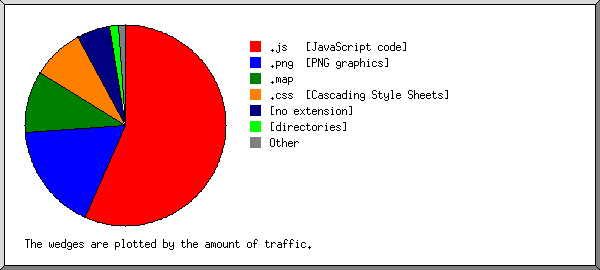 .js [JavaScript code]
.png [PNG graphics]
.map
.css [Cascading Style Sheets]
[no extension]
[directories]
Other
The wedges are plotted by the amount of traffic.